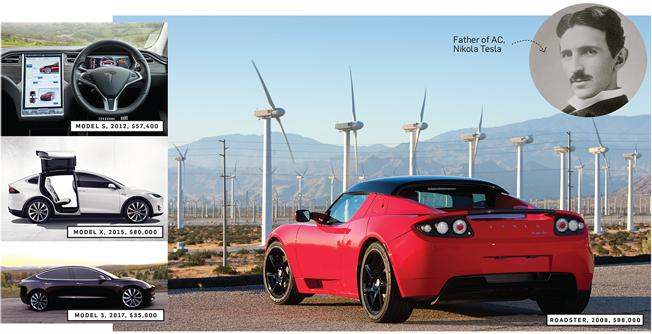 Father of AC,
Nikola Tesla
MODEL S, 2012, $57,400
MODEL X, 2015, $80,000
MODEL 3, 2017, $35,000
TESLA
ROADSTER, 2008, $98,000